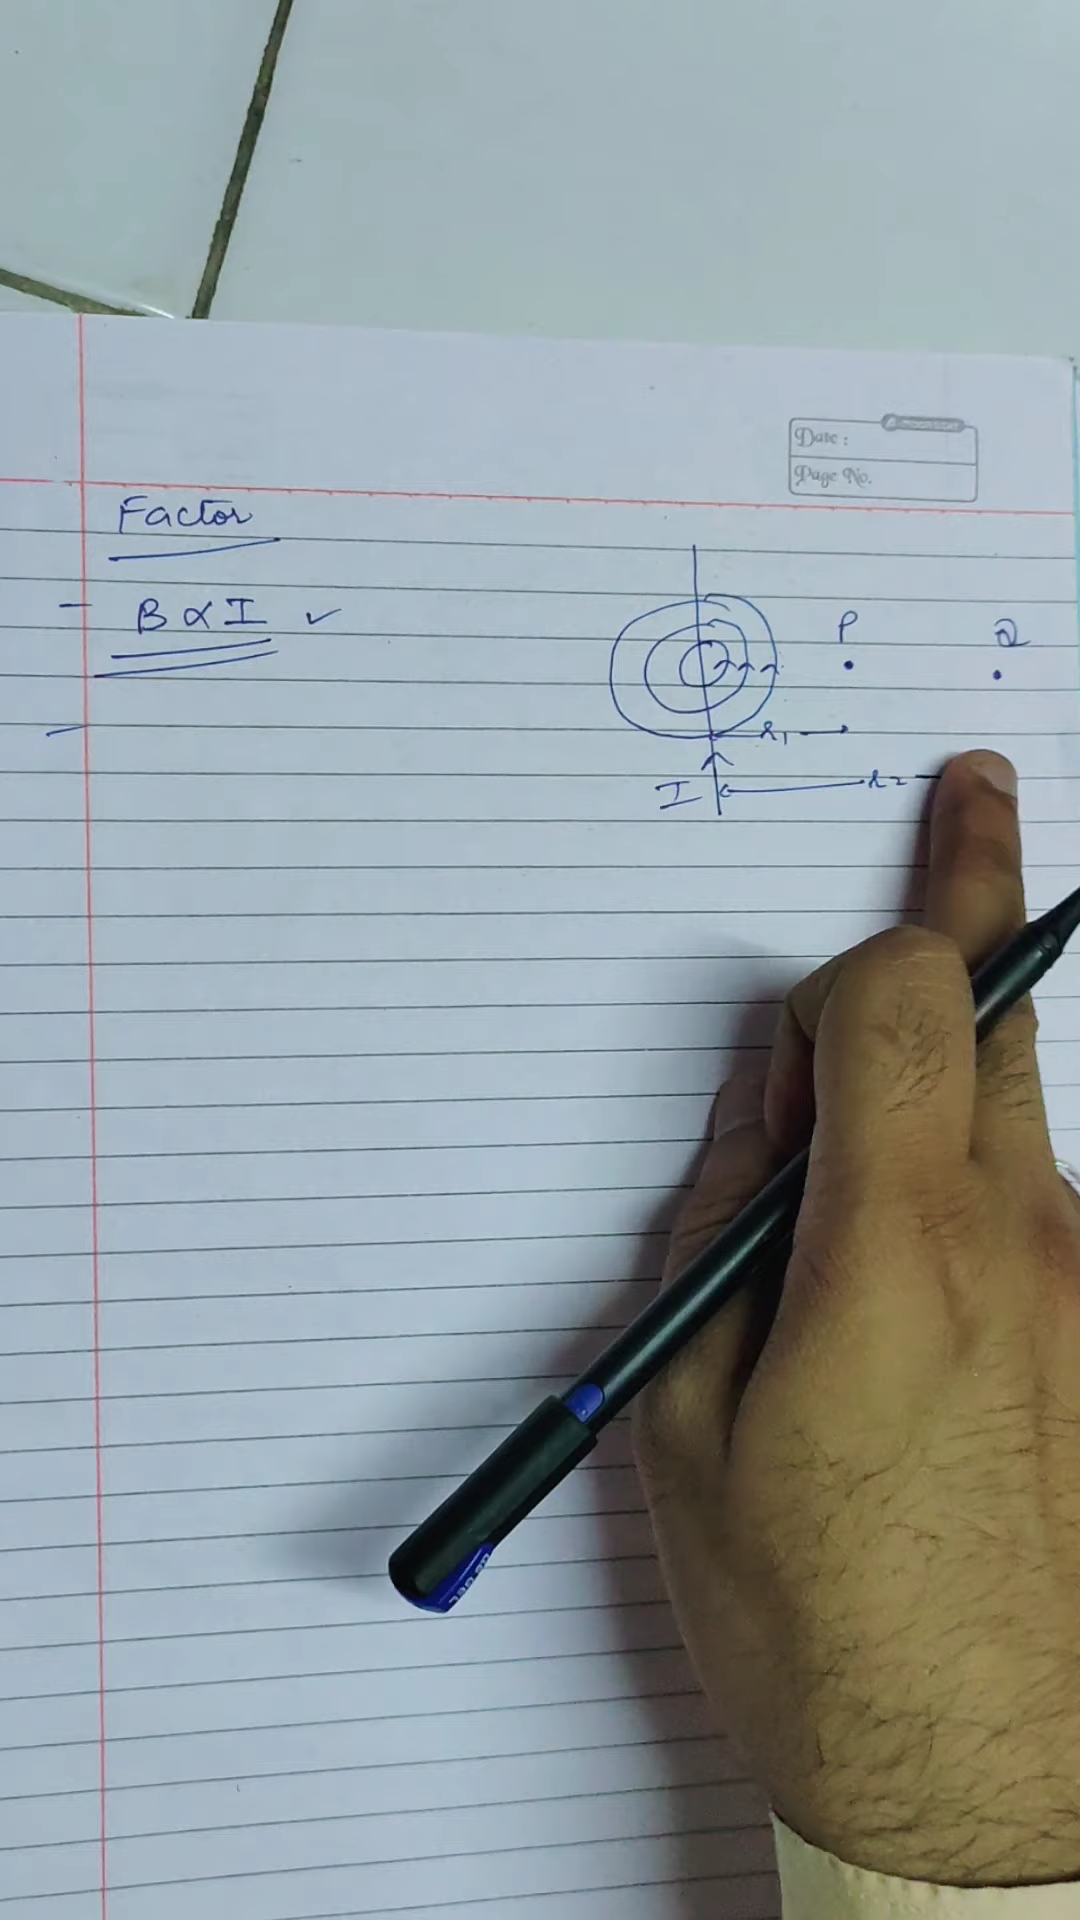 Date :
Page No.
Factor
- B ∝ I ✓
P
Q
r₁
-
I
r₂